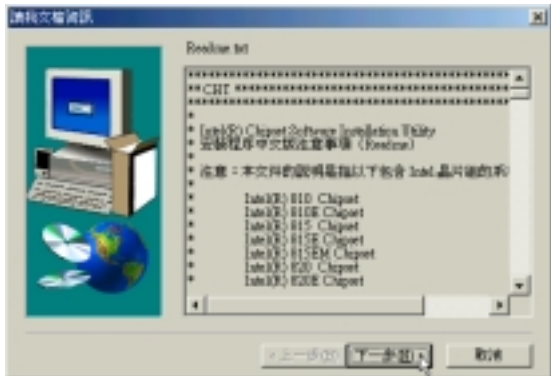 讀我文檔資訊
Readme.txt
********************************************
** CHT **********************************
********************************************
*
* Intel(R) Chipset Software Installation Utility
* 安裝程序中文版注意事項 (Readme)
*
* 注意：本文件的說明是指以下包含 Intel 晶片組的系
*
* Intel(R) 810 Chipset
* Intel(R) 810E Chipset
* Intel(R) 815 Chipset
* Intel(R) 815E Chipset
* Intel(R) 815EM Chipset
* Intel(R) 820 Chipset
* Intel(R) 820E Chipset
<上一步(B)
下一步(N)>
取消